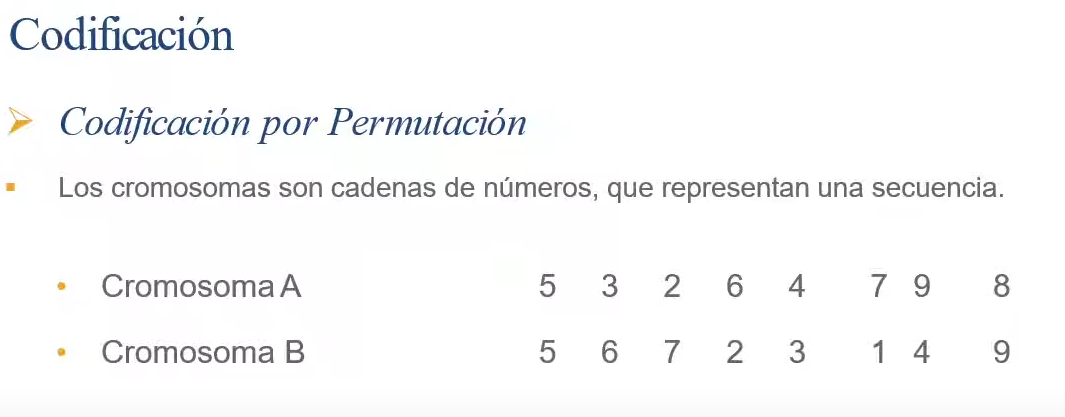 Codificación
Codificación por Permutación
Los cromosomas son cadenas de números, que representan una secuencia.
Cromosoma A 5 3 2 6 4 7 9 8
Cromosoma B 5 6 7 2 3 1 4 9